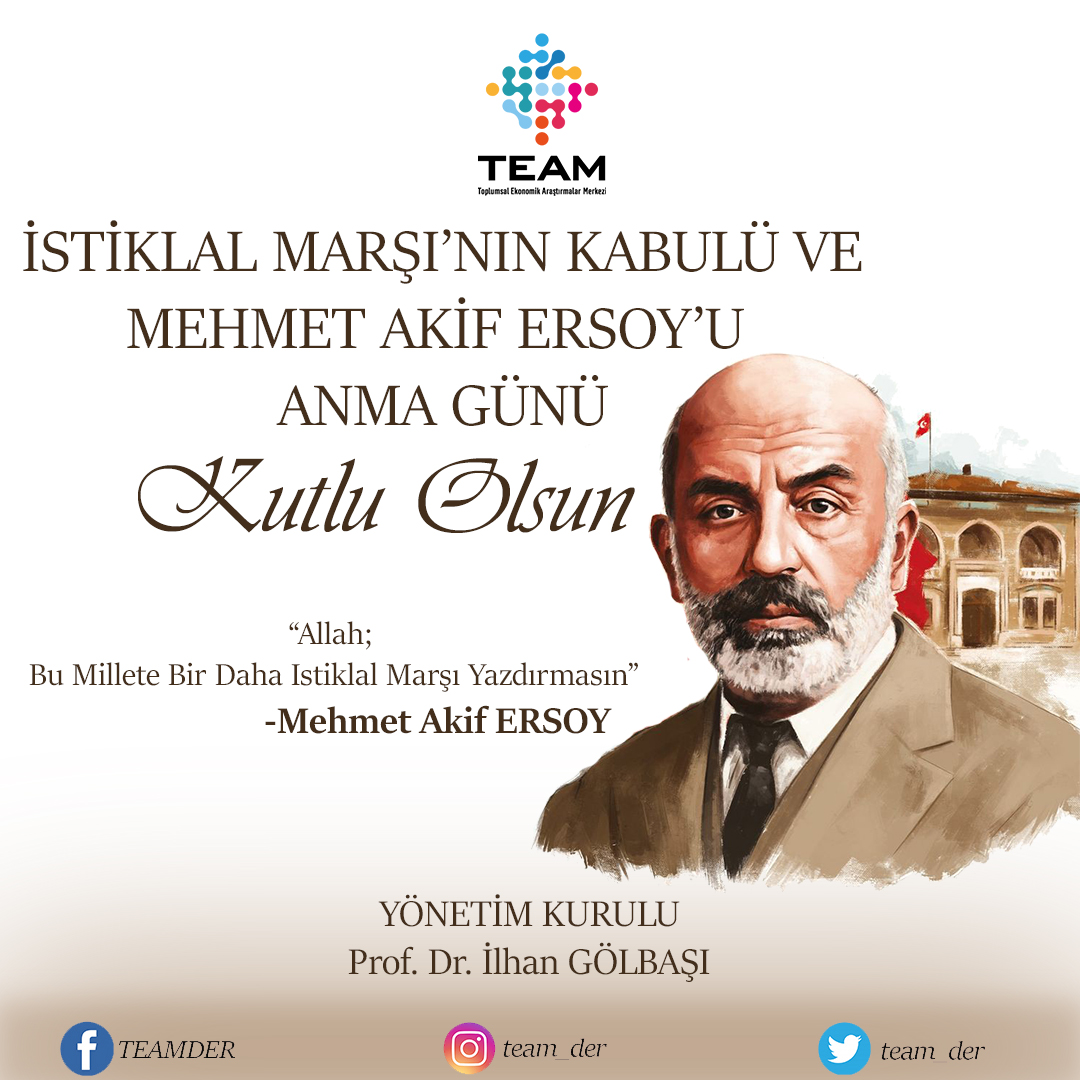 TEAM
Toplumsal Ekonomik Araştırmalar Merkezi
İSTİKLAL MARŞI’NIN KABULÜ VE
MEHMET AKİF ERSOY’U
ANMA GÜNÜ
Kutlu Olsun
“Allah;
Bu Millete Bir Daha Istiklal Marşı Yazdırmasın”
-Mehmet Akif ERSOY
YÖNETİM KURULU
Prof. Dr. İlhan GÖLBAŞI
TEAMDER
team_der
team_der